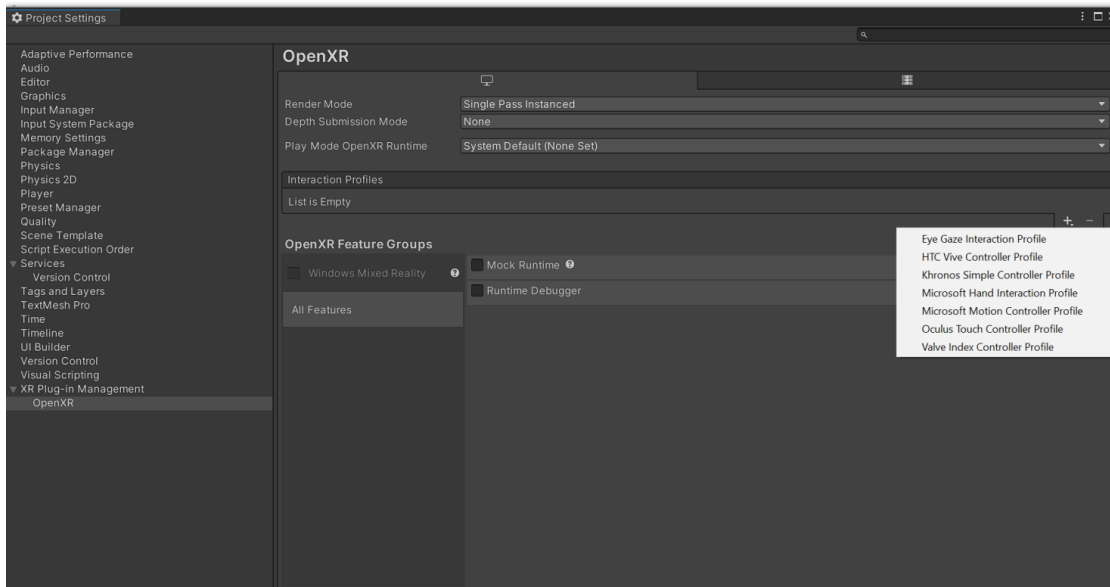 Project Settings
Adaptive Performance
Audio
Editor
Graphics
Input Manager
Input System Package
Memory Settings
Package Manager
Physics
Physics 2D
Player
Preset Manager
Quality
Scene Template
Script Execution Order
Services
Version Control
Tags and Layers
TextMesh Pro
Time
Timeline
UI Builder
Version Control
Visual Scripting
XR Plug-in Management
OpenXR
OpenXR
Render Mode Single Pass Instanced
Depth Submission Mode None
Play Mode OpenXR Runtime System Default (None Set)
Interaction Profiles
List is Empty
OpenXR Feature Groups
Windows Mixed Reality
All Features
Mock Runtime
Runtime Debugger
Eye Gaze Interaction Profile
HTC Vive Controller Profile
Khronos Simple Controller Profile
Microsoft Hand Interaction Profile
Microsoft Motion Controller Profile
Oculus Touch Controller Profile
Valve Index Controller Profile